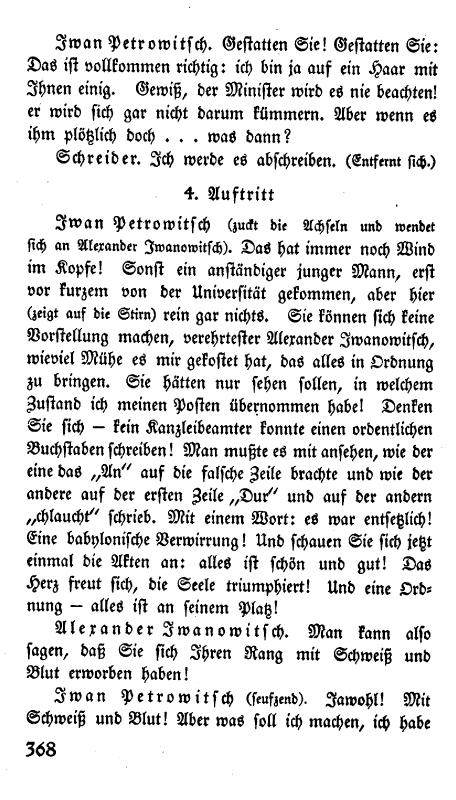 Iwan Petrowitsch. Gestatten Sie! Gestatten Sie:
Das ist vollkommen richtig: ich bin ja auf ein Haar mit
Ihnen einig. Gewiß, der Minister wird es nie beachten!
er wird sich gar nicht darum kümmern. Aber wenn es
ihm plötzlich doch . . . was dann?
Schreider. Ich werde es abschreiben. (Entfernt sich.)
4. Auftritt
Iwan Petrowitsch (zuckt die Achseln und wendet
sich an Alexander Iwanowitsch). Das hat immer noch Wind
im Kopfe! Sonst ein anständiger junger Mann, erst
vor kurzem von der Universität gekommen, aber hier
(zeigt auf die Stirn) rein gar nichts. Sie können sich keine
Vorstellung machen, verehrtester Alexander Iwanowitsch,
wieviel Mühe es mir gekostet hat, das alles in Ordnung
zu bringen. Sie hätten nur sehen sollen, in welchem
Zustand ich meinen Posten übernommen habe! Denken
Sie sich — kein Kanzleibeamter konnte einen ordentlichen
Buchstaben schreiben! Man mußte es mit ansehen, wie der
eine das „An“ auf die falsche Zeile brachte und wie der
andere auf der ersten Zeile „Dur“ und auf der andern
„chlaucht“ schrieb. Mit einem Wort: es war entsetzlich!
Eine babylonische Verwirrung! Und schauen Sie sich jetzt
einmal die Akten an: alles ist schön und gut! Das
Herz freut sich, die Seele triumphiert! Und eine Ord-
nung — alles ist an seinem Platz!
Alexander Iwanowitsch. Man kann also
sagen, daß Sie sich Ihren Rang mit Schweiß und
Blut erworben haben!
Iwan Petrowitsch (seufzend). Jawohl! Mit
Schweiß und Blut! Aber was soll ich machen, ich habe
368